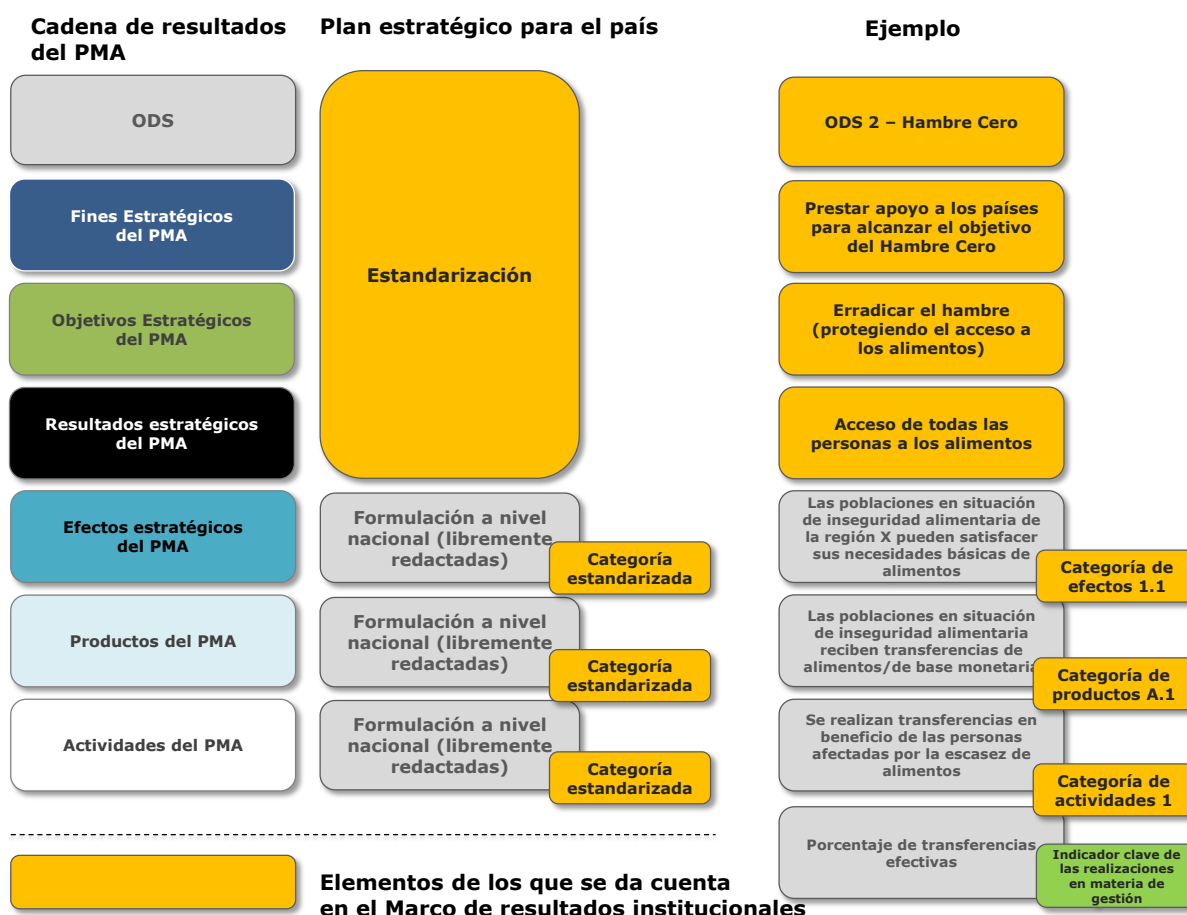 Cadena de resultados
del PMA
Plan estratégico para el país
Ejemplo
ODS
Estandarización
ODS 2 – Hambre Cero
Fines Estratégicos
del PMA
Prestar apoyo a los países
para alcanzar el objetivo
del Hambre Cero
Objetivos Estratégicos
del PMA
Erradicar el hambre
(protegiendo el acceso a
los alimentos)
Resultados estratégicos
del PMA
Acceso de todas las
personas a los alimentos
Efectos estratégicos
del PMA
Formulación a nivel
nacional (libremente
redactadas)
Categoría
estandarizada
Las poblaciones en situación
de inseguridad alimentaria de
la región X pueden satisfacer
sus necesidades básicas de
alimentos
Categoría de
efectos 1.1
Productos del PMA
Formulación a nivel
nacional (libremente
redactadas)
Categoría
estandarizada
Las poblaciones en situación
de inseguridad alimentaria
reciben transferencias de
alimentos/de base monetaria
Categoría de
productos A.1
Actividades del PMA
Formulación a nivel
nacional (libremente
redactadas)
Categoría
estandarizada
Se realizan transferencias en
beneficio de las personas
afectadas por la escasez de
alimentos
Categoría de
actividades 1
Porcentaje de transferencias
efectivas
Indicador clave de
las realizaciones
en materia de
gestión
Elementos de los que se da cuenta
en el Marco de resultados institucionales